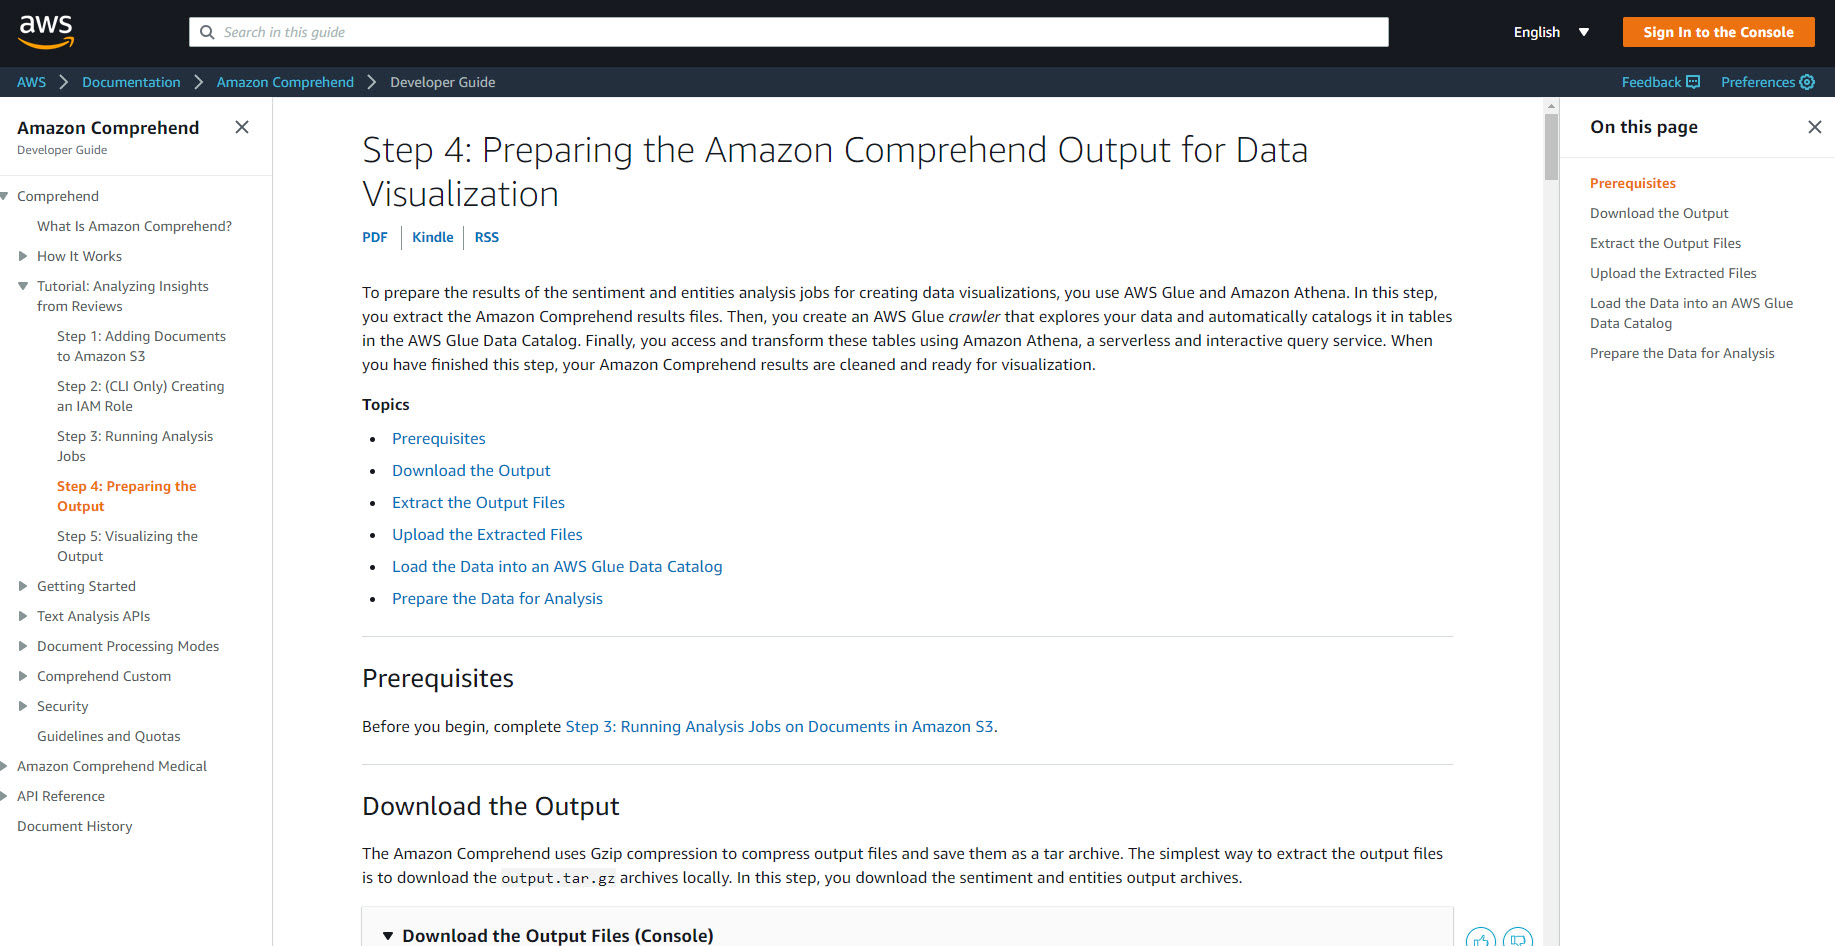 aws
Search in this guide
English
Sign In to the Console
AWS
Documentation
Amazon Comprehend
Developer Guide
Feedback
Preferences
Amazon Comprehend
Developer Guide
Comprehend
What Is Amazon Comprehend?
How It Works
Tutorial: Analyzing Insights
from Reviews
Step 1: Adding Documents
to Amazon S3
Step 2: (CLI Only) Creating
an IAM Role
Step 3: Running Analysis
Jobs
Step 4: Preparing the
Output
Step 5: Visualizing the
Output
Getting Started
Text Analysis APIs
Document Processing Modes
Comprehend Custom
Security
Guidelines and Quotas
Amazon Comprehend Medical
API Reference
Document History
Step 4: Preparing the Amazon Comprehend Output for Data
Visualization
PDF
Kindle
RSS
To prepare the results of the sentiment and entities analysis jobs for creating data visualizations, you use AWS Glue and Amazon Athena. In this step,
you extract the Amazon Comprehend results files. Then, you create an AWS Glue crawler that explores your data and automatically catalogs it in tables
in the AWS Glue Data Catalog. Finally, you access and transform these tables using Amazon Athena, a serverless and interactive query service. When
you have finished this step, your Amazon Comprehend results are cleaned and ready for visualization.
Topics
Prerequisites
Download the Output
Extract the Output Files
Upload the Extracted Files
Load the Data into an AWS Glue Data Catalog
Prepare the Data for Analysis
Prerequisites
Before you begin, complete Step 3: Running Analysis Jobs on Documents in Amazon S3.
Download the Output
The Amazon Comprehend uses Gzip compression to compress output files and save them as a tar archive. The simplest way to extract the output files
is to download the output.tar.gz archives locally. In this step, you download the sentiment and entities output archives.
Download the Output Files (Console)
On this page
Prerequisites
Download the Output
Extract the Output Files
Upload the Extracted Files
Load the Data into an AWS Glue
Data Catalog
Prepare the Data for Analysis